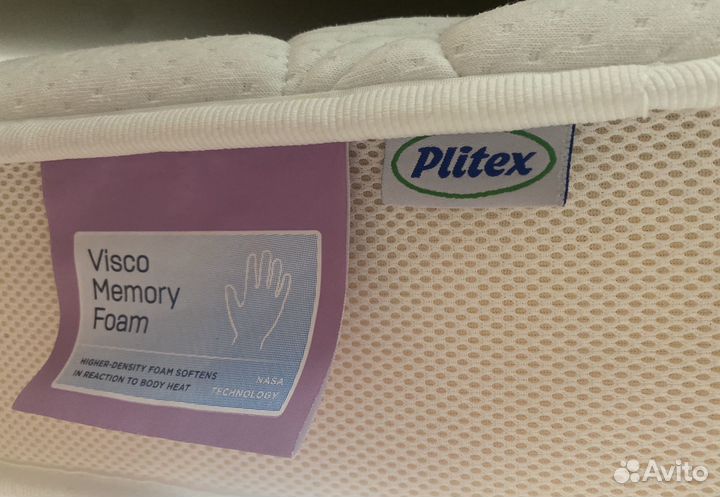 Plitex
Visco
Memory
Foam
HIGHER-DENSITY FOAM SOFTENS
IN REACTION TO BODY HEAT
NASA
TECHNOLOGY
Avito